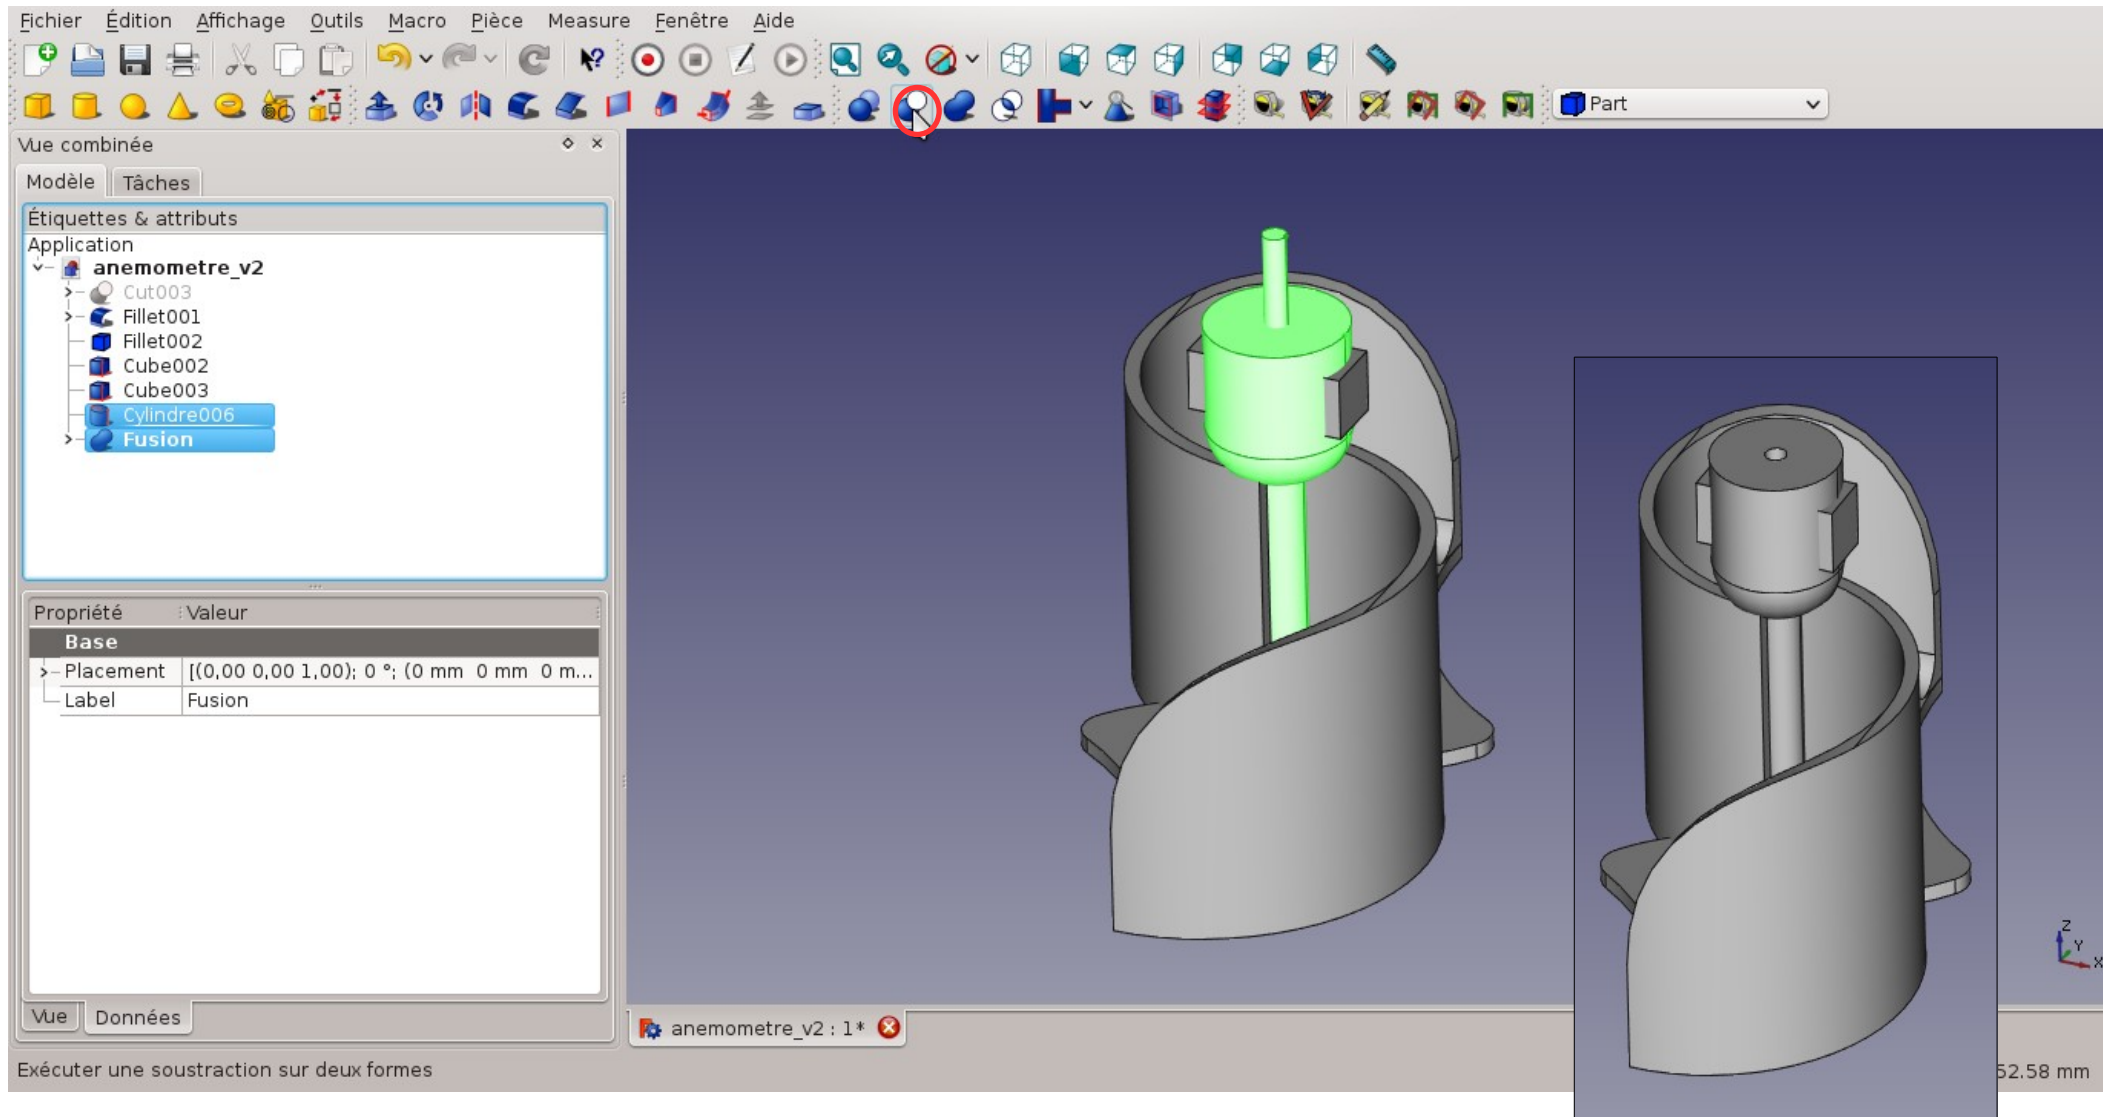 Fichier Édition Affichage Outils Macro Pièce Measure Fenêtre Aide
Part
Vue combinée
Modèle Tâches
Étiquettes & attributs
Application
anemometre_v2
Cut003
Fillet001
Fillet002
Cube002
Cube003
Cylindre006
Fusion
Propriété Valeur
Base
Placement [(0,00 0,00 1,00); 0 °; (0 mm 0 mm 0 m...
Label Fusion
Z
Y
X
Vue Données
anemometre_v2 : 1*
Exécuter une soustraction sur deux formes
52.58 mm